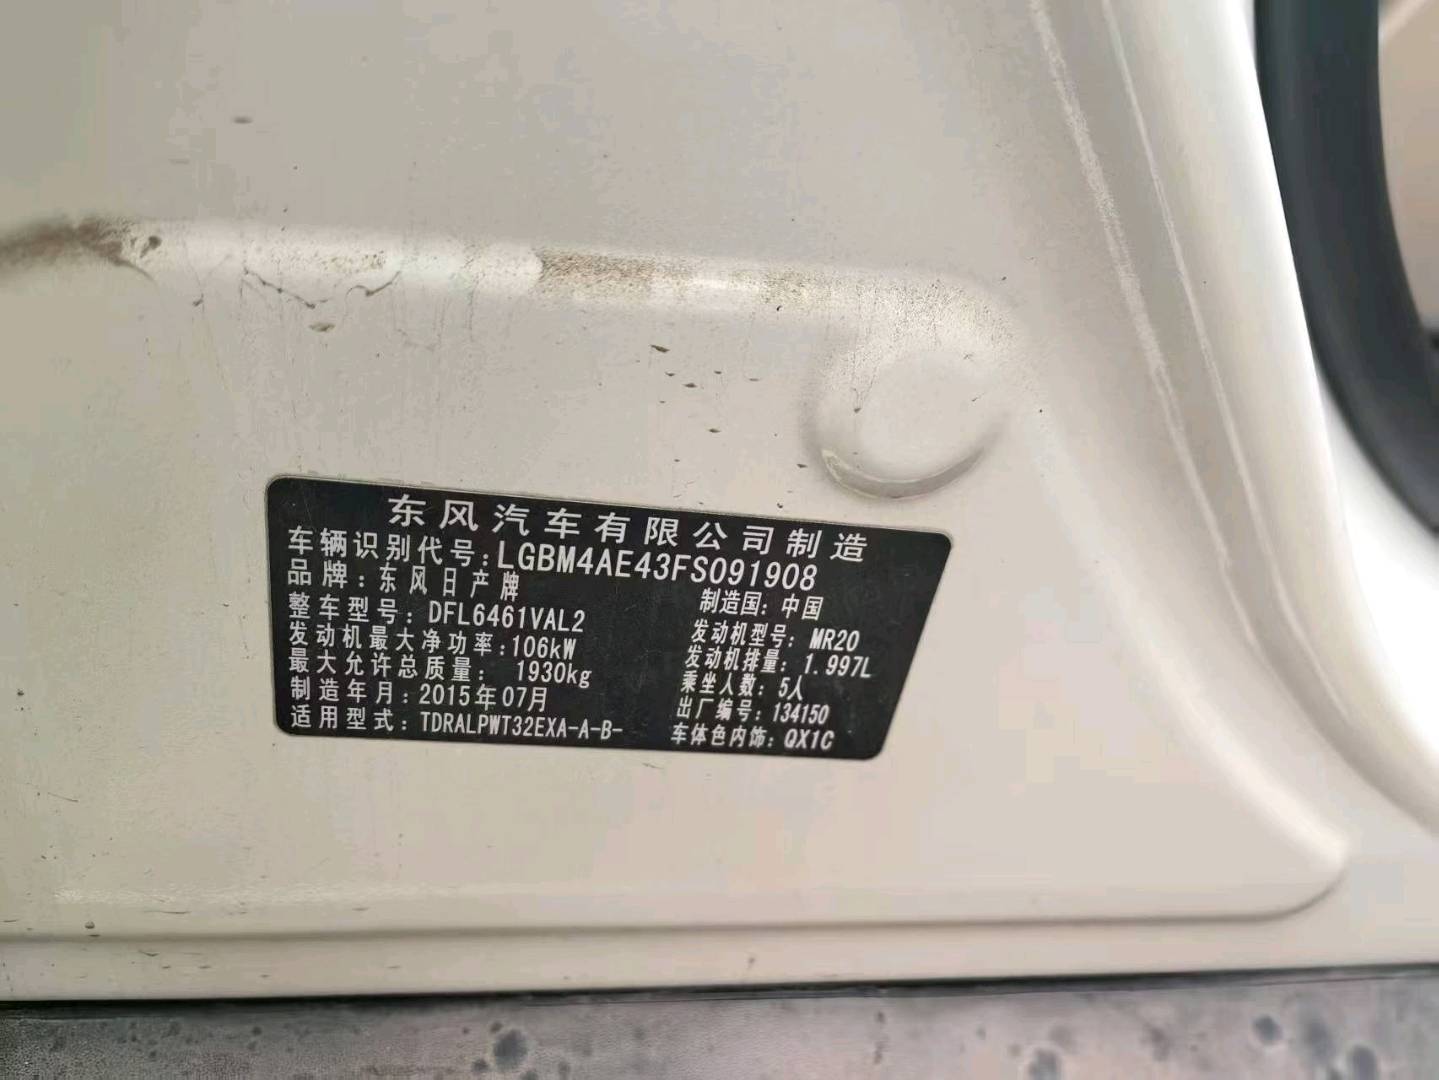 东风汽车有限公司制造
车辆识别代号:LGBM4AE43FS091908
品牌:东风日产牌 制造国:中国
整车型号:DFL6461VAL2 发动机型号:MR20
发动机最大净功率:106kW 发动机排量:1.997L
最大允许总质量:1930kg 乘坐人数:5人
制造年月:2015年07月 出厂编号:134150
适用型式:TDRALPWT32EXA-A-B- 车体色内饰:QX1C